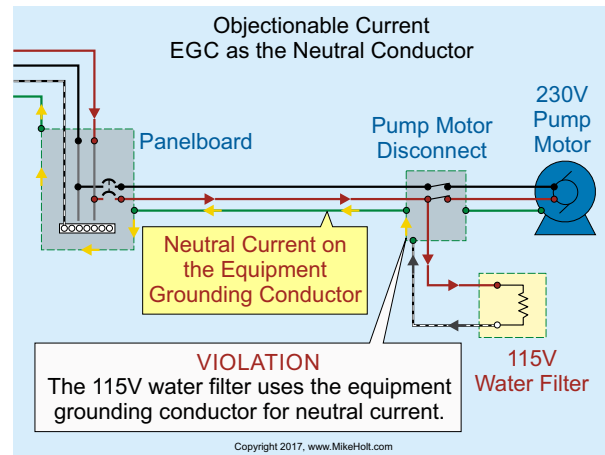 Objectionable Current
EGC as the Neutral Conductor
Panelboard
Pump Motor
Disconnect
230V
Pump
Motor
Neutral Current on
the Equipment
Grounding Conductor
VIOLATION
The 115V water filter uses the equipment
grounding conductor for neutral current.
115V
Water Filter
Copyright 2017, www.MikeHolt.com